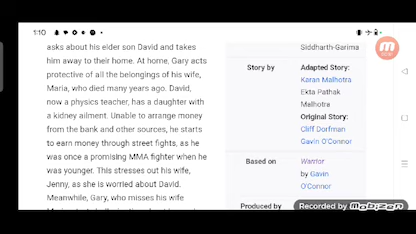 1:10
asks about his elder son David and takes
him away to their home. At home, Gary acts
protective of all the belongings of his wife,
Maria, who died many years ago. David,
now a physics teacher, has a daughter with
a kidney ailment. Unable to arrange money
from the bank and other sources, he starts
to earn money through street fights, as he
was once a promising MMA fighter when he
was younger. This stresses out his wife,
Jenny, as she is worried about David.
Meanwhile, Gary, who misses his wife
Siddharth-Garima
Story by
Adapted Story:
Karan Malhotra
Ekta Pathak
Malhotra
Original Story:
Cliff Dorfman
Gavin O'Connor
Based on
Warrior
by Gavin
O'Connor
Produced by
Recorded by mobizen